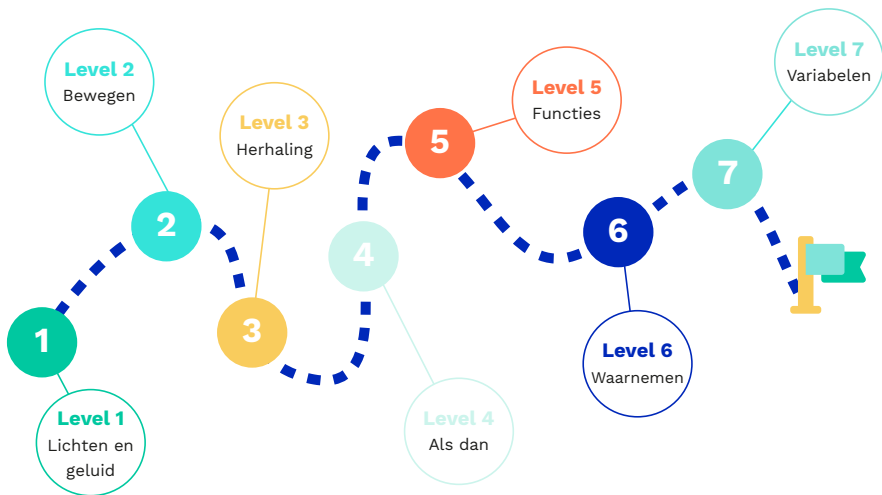 Level 1
Lichten en
geluid
1
Level 2
Bewegen
2
Level 3
Herhaling
3
Level 4
Als dan
4
Level 5
Functies
5
Level 6
Waarnemen
6
Level 7
Variabelen
7